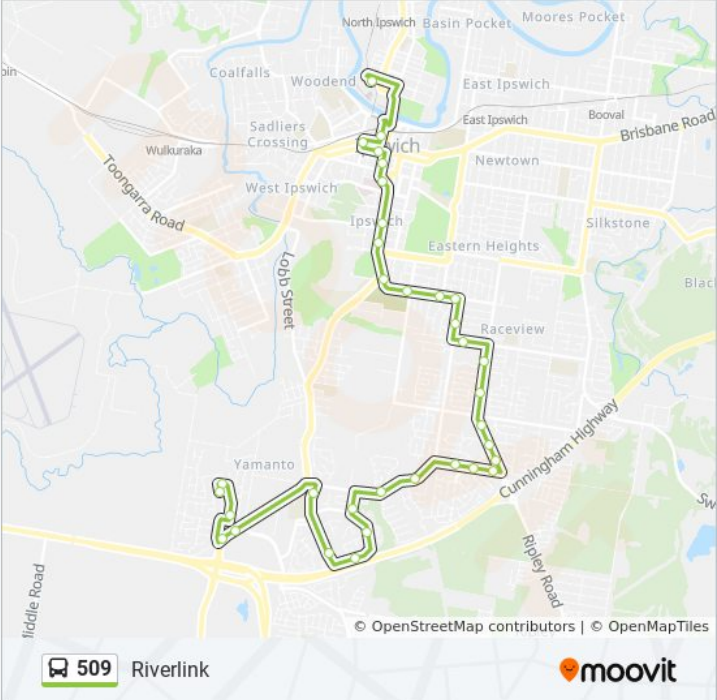 North Ipswich
Basin Pocket
Moores Pocket
Coalfalls
Woodend
East Ipswich
East Ipswich
Booval
Brisbane Road
Sadliers
Crossing
wich
Wulkuraka
Newtown
Toongarra Road
West Ipswich
Ipswich
Silkstone
Eastern Heights
Lobb Street
Black
Raceview
Cunningham Highway
Yamanto
Sw
Ripley Road
Middle Road
© OpenStreetMap contributors | © OpenMapTiles
509 Riverlink
moovit